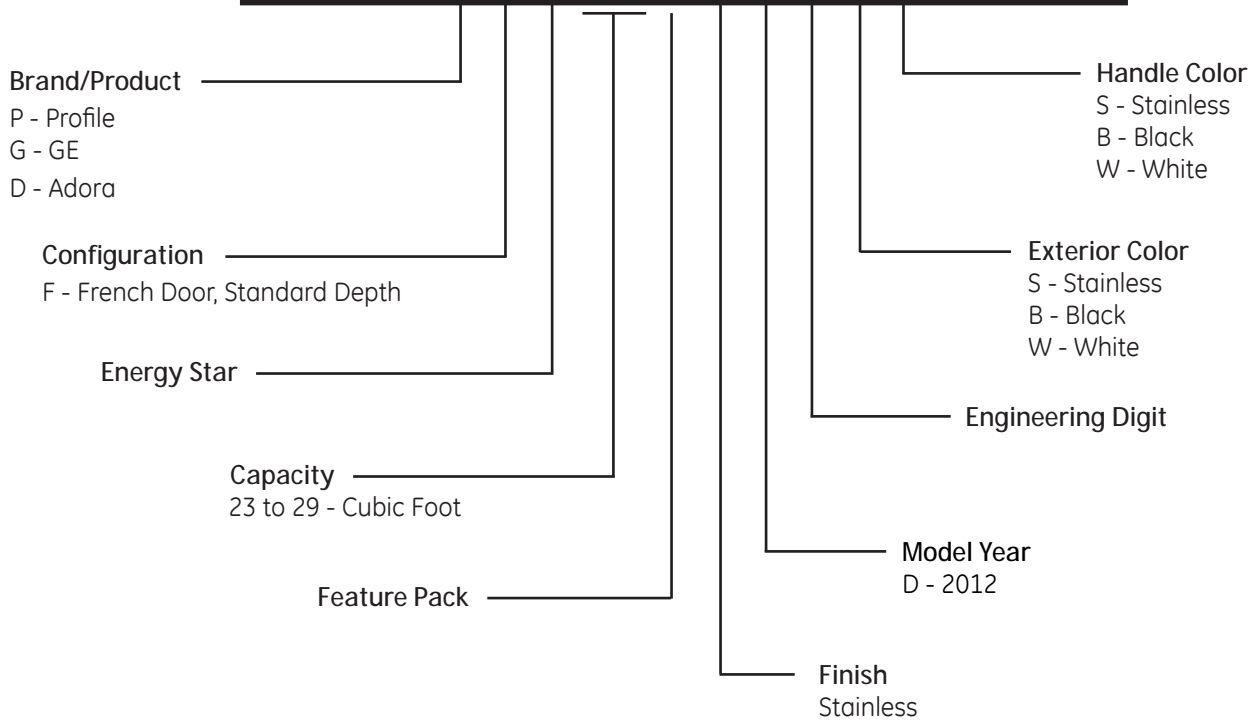 Brand/Product
P - Profile
G - GE
D - Adora
Configuration
F - French Door, Standard Depth
Energy Star
Capacity
23 to 29 - Cubic Foot
Feature Pack
Handle Color
S - Stainless
B - Black
W - White
Exterior Color
S - Stainless
B - Black
W - White
Engineering Digit
Model Year
D - 2012
Finish
Stainless